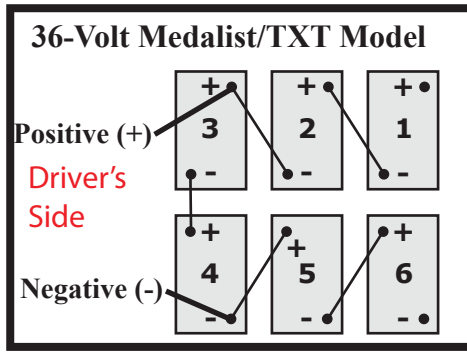 36-Volt Medalist/TXT Model
+ + +
3 2 1
Positive (+)
- - -
Driver's
Side
+ + +
4 5 6
Negative (-)
- - -